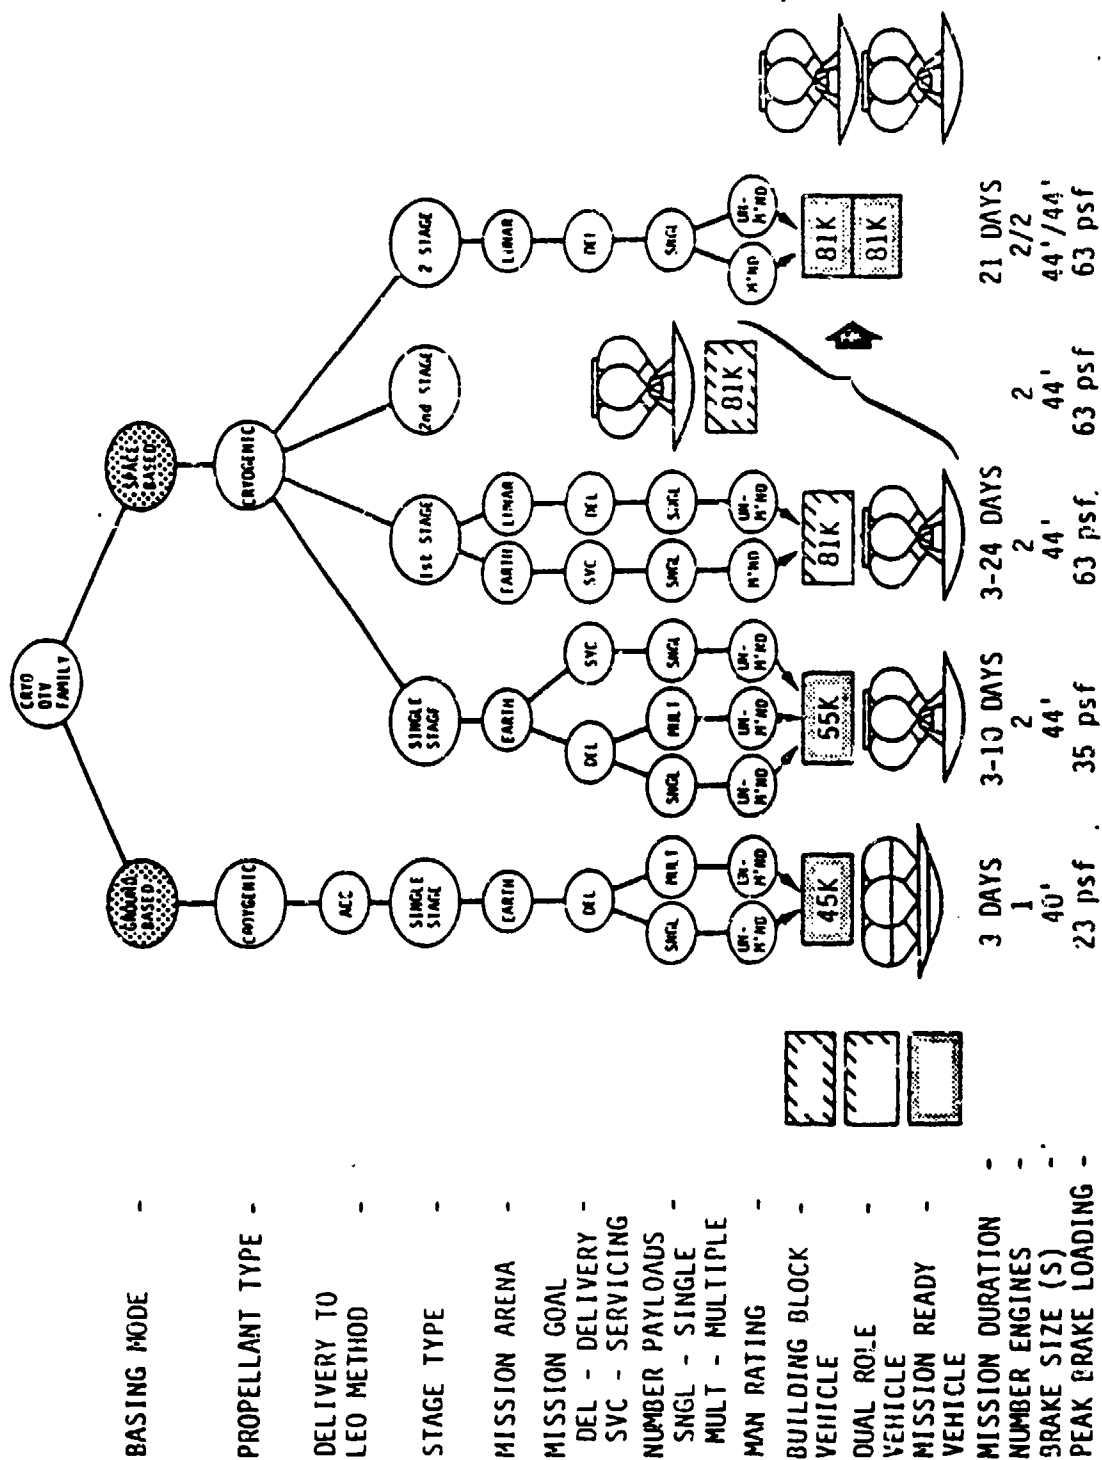 CRYO
OTV
FAMILY
BASING MODE -
GROUND
BASED
SPACE
BASED
PROPELLANT TYPE -
CRYOGENIC
CRYOGENIC
DELIVERY TO
LEO METHOD -
ACC
STAGE TYPE -
SINGLE
STAGE
SINGLE
STAGE
1st STAGE
2nd STAGE
2 STAGE
MISSION ARENA -
EARTH
EARTH
EARTH
LUNAR
LUNAR
MISSION GOAL
DEL - DELIVERY -
SVC - SERVICING
DEL
DEL
SVC
SVC
DEL
DEL
NUMBER PAYLOADS -
SNGL - SINGLE
MULT - MULTIPLE
SNGL
MULT
SNGL
MULT
SNGL
SNGL
SNGL
SNGL
MAN RATING -
UN-
M'ND
UN-
M'ND
UN-
M'ND
UN-
M'ND
UN-
M'ND
M'ND
UN-
M'ND
M'ND
UN-
M'ND
BUILDING BLOCK -
VEHICLE
DUAL ROLE -
VEHICLE
MISSION READY -
VEHICLE
45K
55K
81K
81K
81K
81K
MISSION DURATION - 3 DAYS 3-10 DAYS 3-24 DAYS 21 DAYS
NUMBER ENGINES - 1 2 2 2 2/2
BRAKE SIZE (S) - 40' 44' 44' 44' 44'/44'
PEAK BRAKE LOADING - 23 psf 35 psf 63 psf 63 psf 63 psf